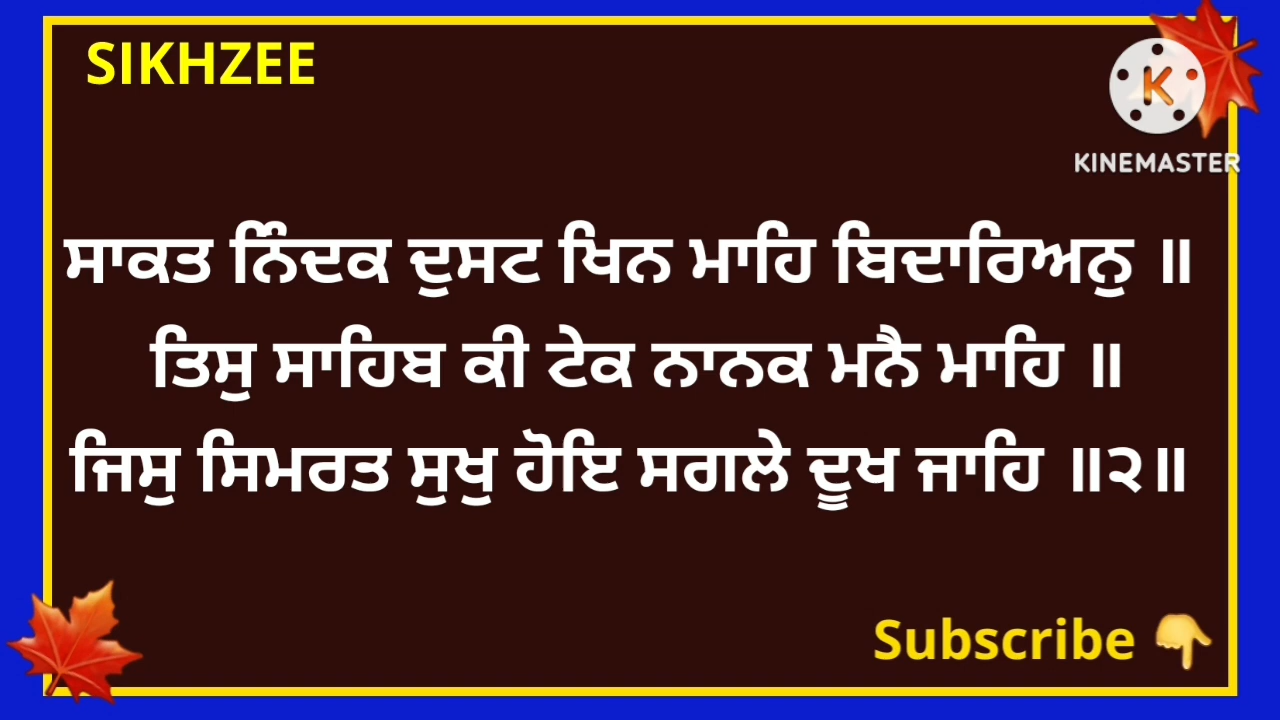 SIKHZEE
KINEMASTER
ਸਾਕਤ ਨਿੰਦਕ ਦੁਸਟ ਖਿਨ ਮਾਹਿ ਬਿਦਾਰਿਅਨੁ ॥
ਤਿਸੁ ਸਾਹਿਬ ਕੀ ਟੇਕ ਨਾਨਕ ਮਨੈ ਮਾਹਿ ॥
ਜਿਸੁ ਸਿਮਰਤ ਸੁਖੁ ਹੋਇ ਸਗਲੇ ਦੂਖ ਜਾਹਿ ॥੨॥
Subscribe 👇